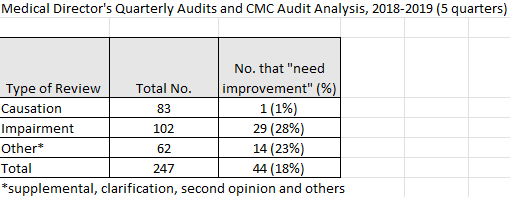 Medical Director's Quarterly Audits and CMC Audit Analysis, 2018-2019 (5 quarters)
Type of Review Total No. No. that "need improvement" (%)
Causation 83 1 (1%)
Impairment 102 29 (28%)
Other* 62 14 (23%)
Total 247 44 (18%)
*supplemental, clarification, second opinion and others